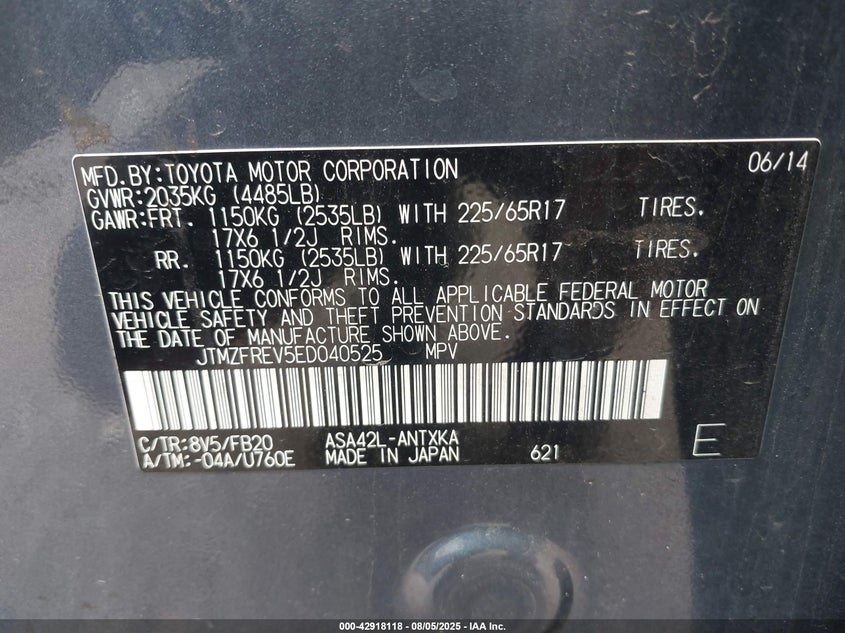 MFD.BY:TOYOTA MOTOR CORPORATION 06/14
GVWR:2035KG (4485LB)
GAWR:FRT. 1150KG (2535LB) WITH 225/65R17 TIRES.
17X6 1/2J RIMS.
RR. 1150KG (2535LB) WITH 225/65R17 TIRES.
17X6 1/2J RIMS.
THIS VEHICLE CONFORMS TO ALL APPLICABLE FEDERAL MOTOR
VEHICLE SAFETY AND THEFT PREVENTION STANDARDS IN EFFECT ON
THE DATE OF MANUFACTURE SHOWN ABOVE.
JTMZFREV5ED040525 MPV
C/TR:8V5/FB20 ASA42L-ANTXKA E
A/TM:-04A/U760E MADE IN JAPAN 621
000-42918118 - 08/05/2025 - IAA Inc.